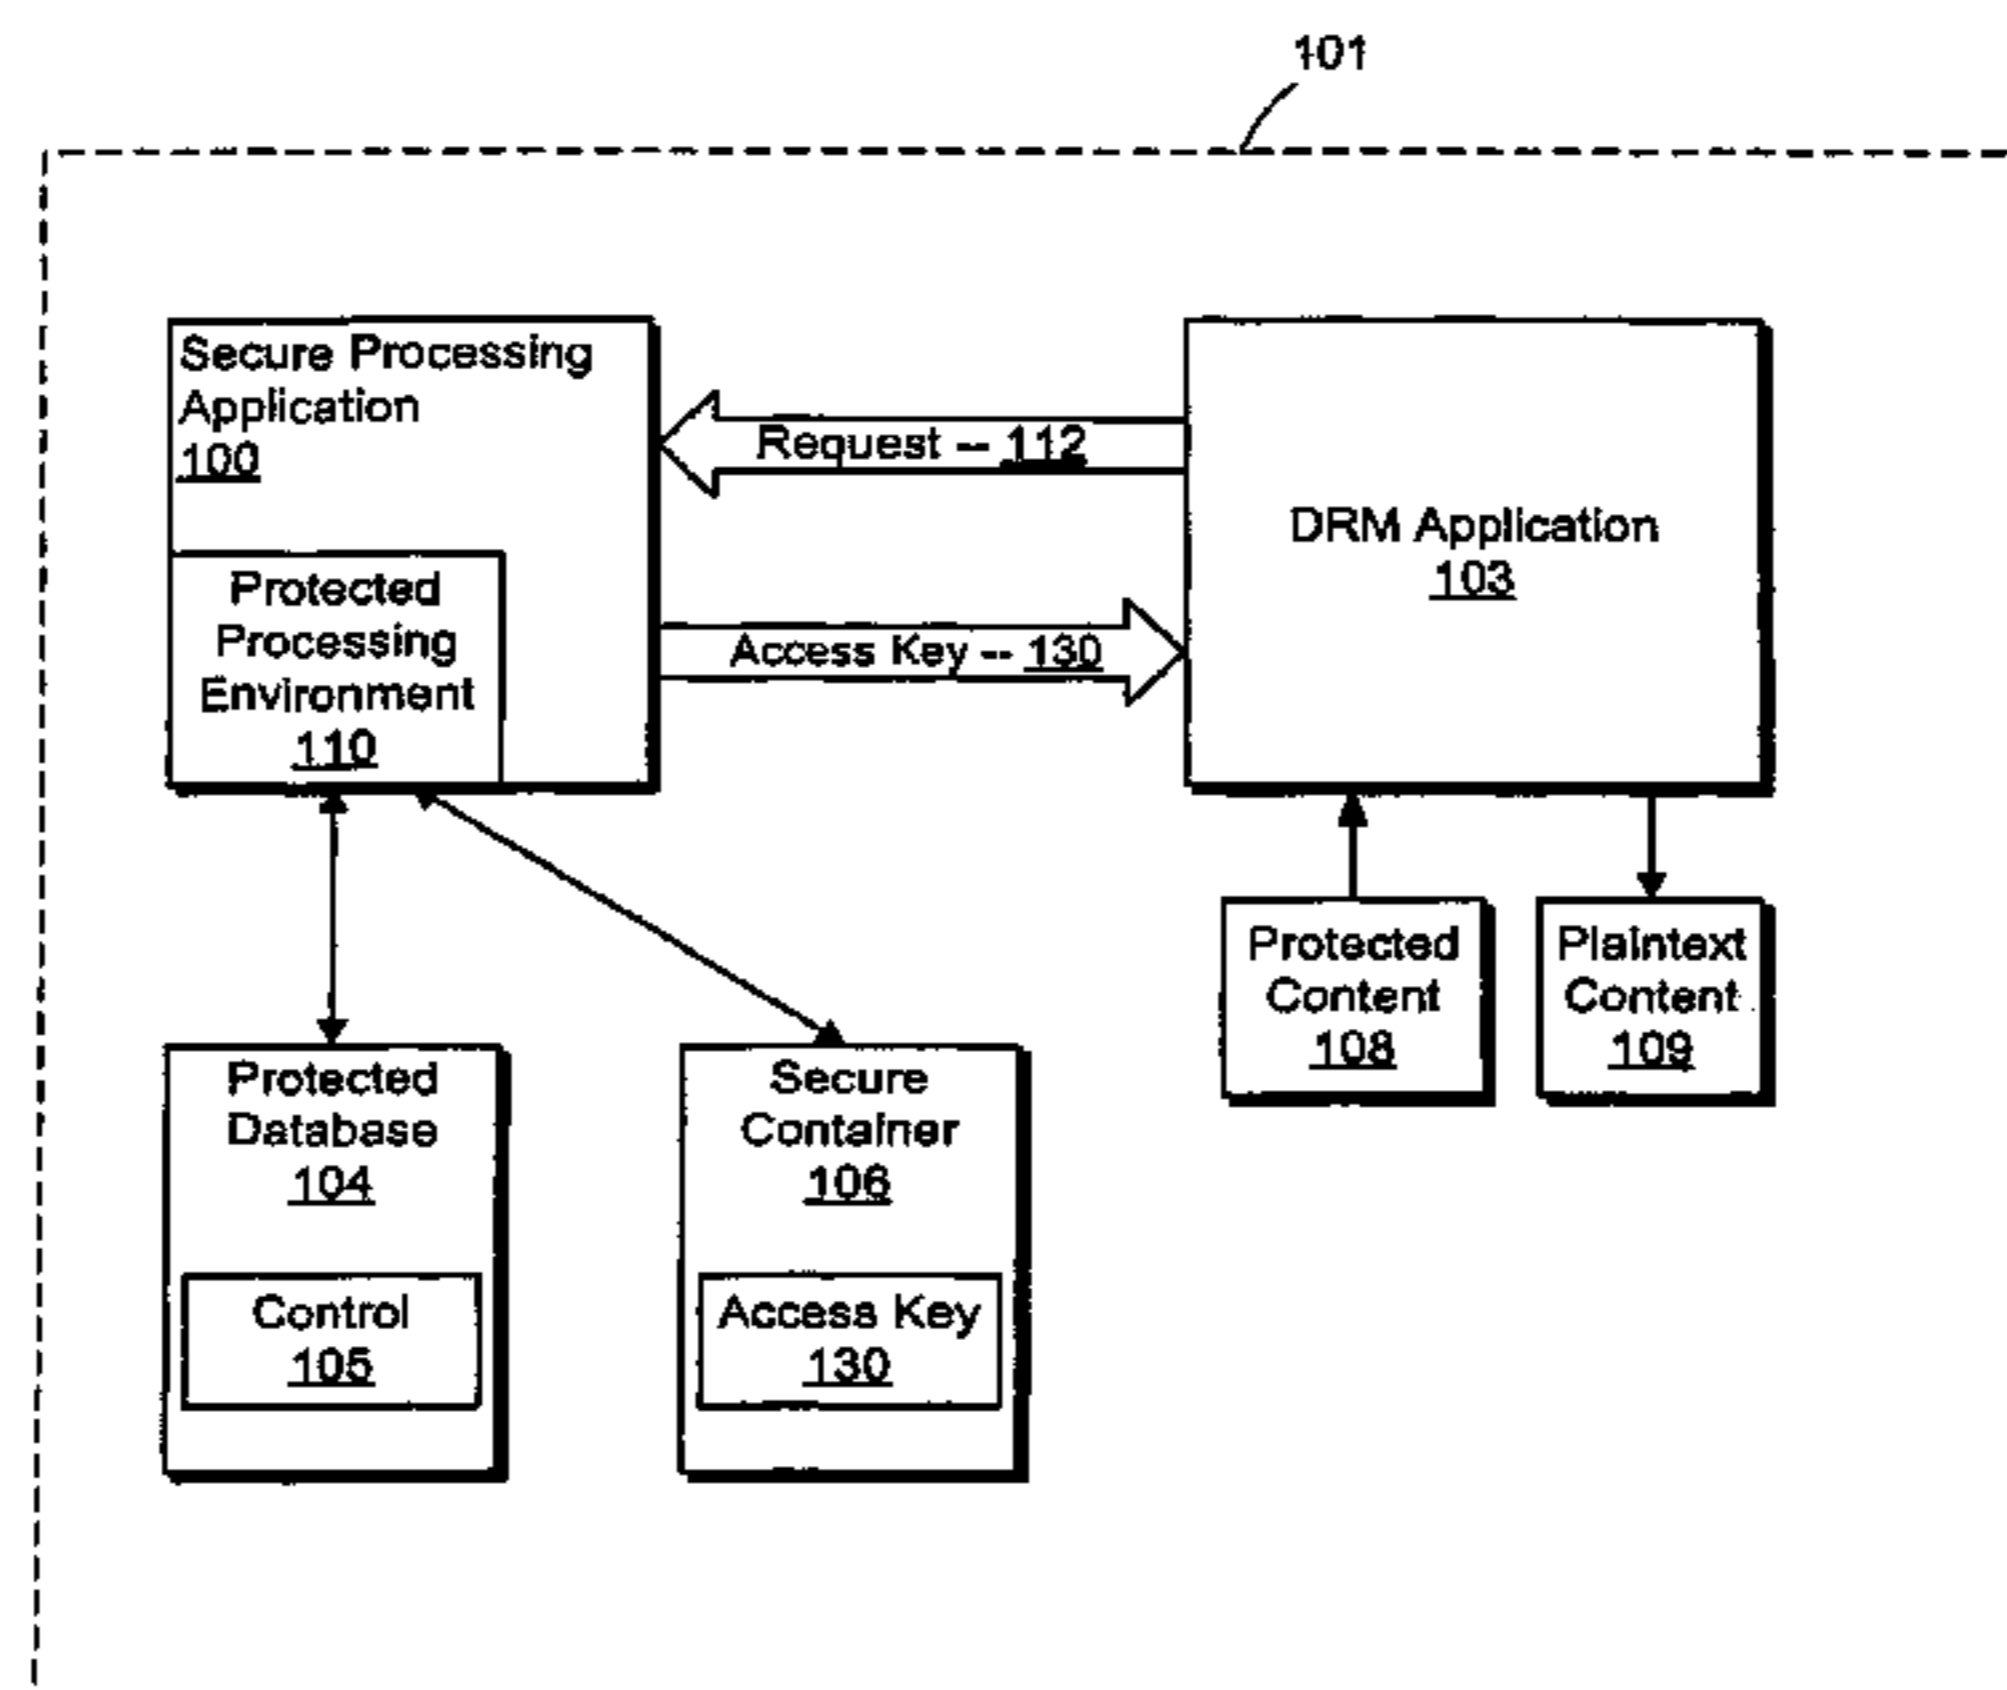 101
Secure Processing
Application
100
Protected
Processing
Environment
110
Request -- 112
Access Key -- 130
DRM Application
103
Protected
Content
108
Plaintext
Content
109
Protected
Database
104
Control
105
Secure
Container
106
Access Key
130